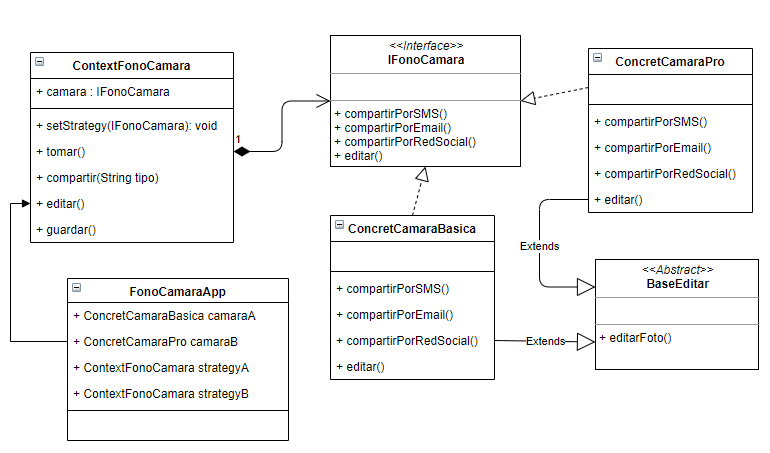 ContextFonoCamara
+ camara : IFonoCamara
+ setStrategy(IFonoCamara): void
+ tomar()
+ compartir(String tipo)
+ editar()
+ guardar()
1
<<Interface>>
IFonoCamara
+ compartirPorSMS()
+ compartirPorEmail()
+ compartirPorRedSocial()
+ editar()
ConcretCamaraPro
+ compartirPorSMS()
+ compartirPorEmail()
+ compartirPorRedSocial()
+ editar()
Extends
ConcretCamaraBasica
+ compartirPorSMS()
+ compartirPorEmail()
+ compartirPorRedSocial()
+ editar()
Extends
<<Abstract>>
BaseEditar
+ editarFoto()
FonoCamaraApp
+ ConcretCamaraBasica camaraA
+ ConcretCamaraPro camaraB
+ ContextFonoCamara strategyA
+ ContextFonoCamara strategyB